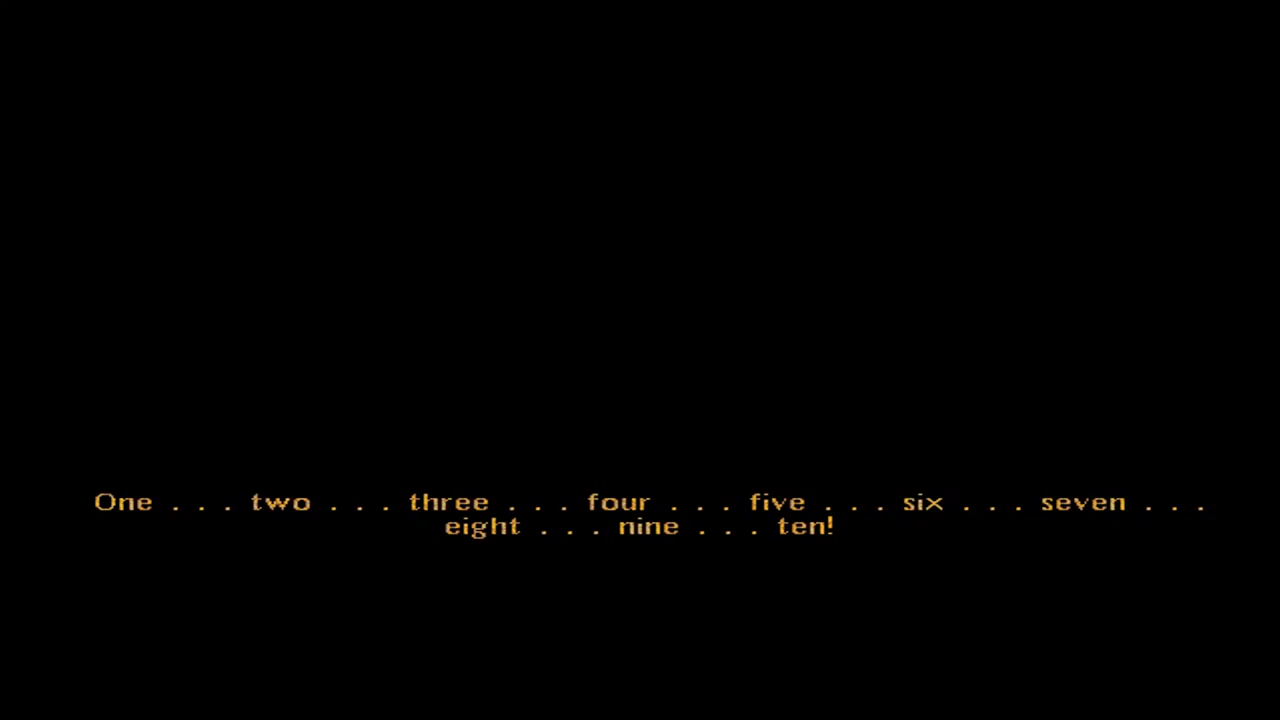 One . . . two . . . three . . . four . . . five . . . six . . . seven . . .
eight . . . nine . . . ten!